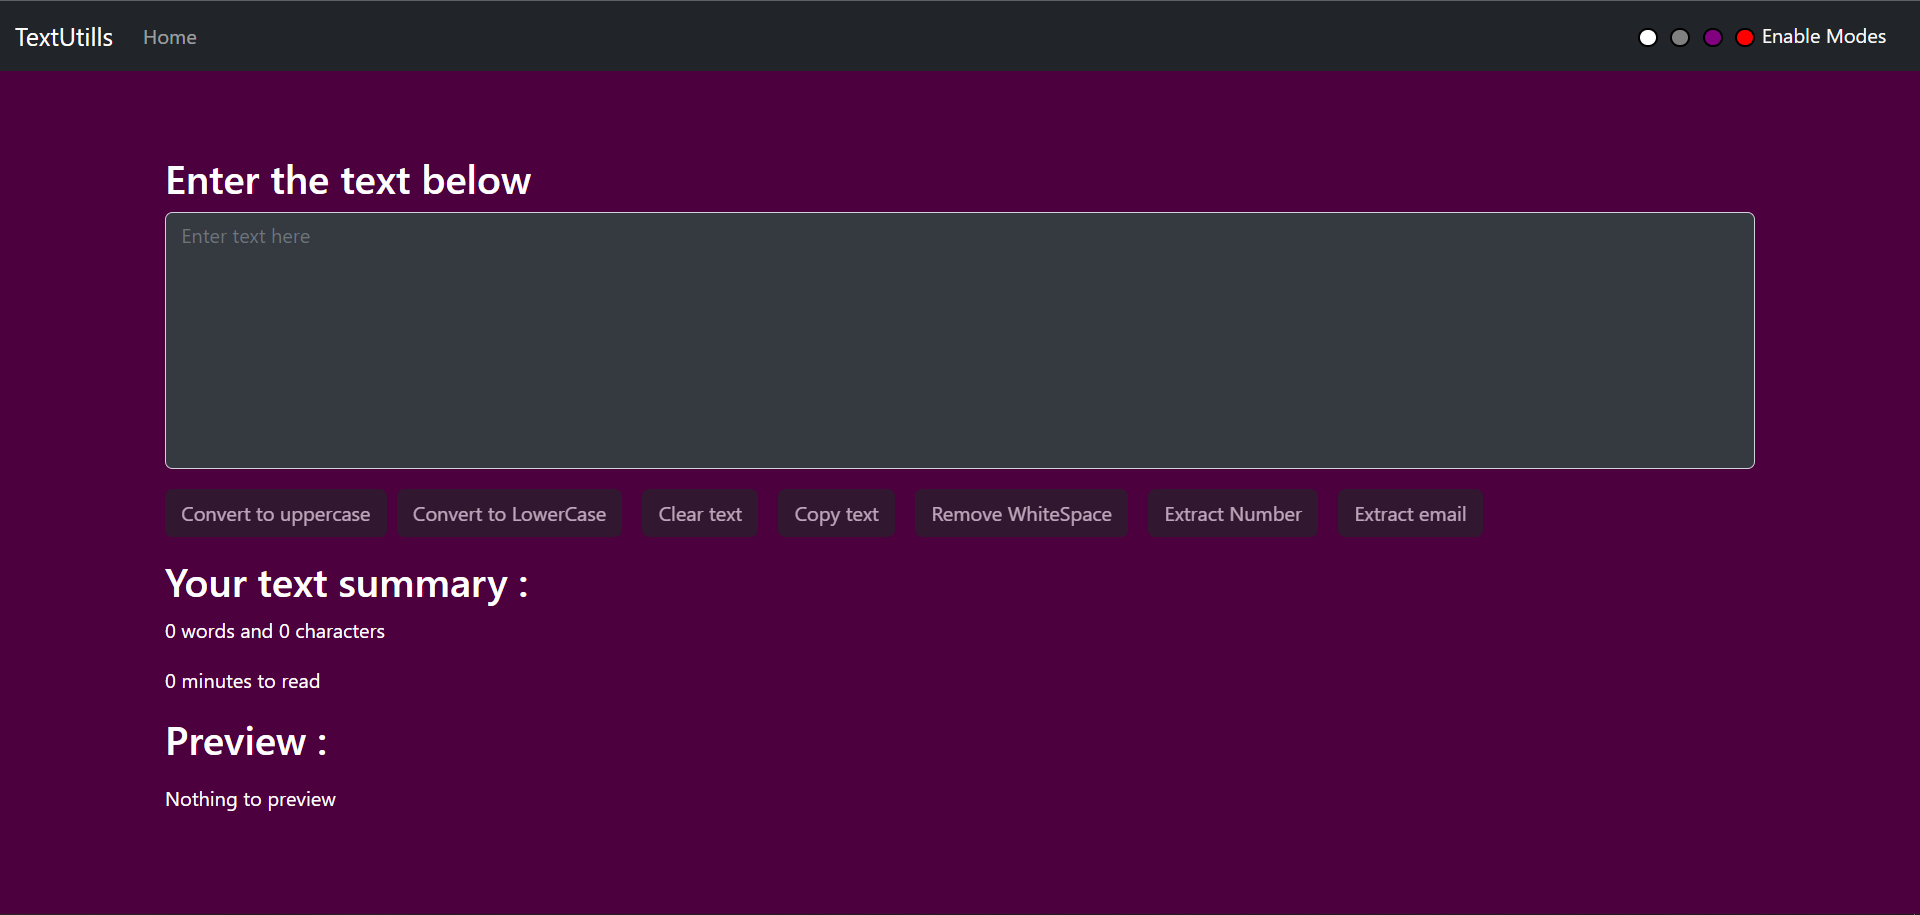 TextUtills Home Enable Modes
Enter the text below
Enter text here
Convert to uppercase Convert to LowerCase Clear text Copy text Remove WhiteSpace Extract Number Extract email
Your text summary :
0 words and 0 characters
0 minutes to read
Preview :
Nothing to preview